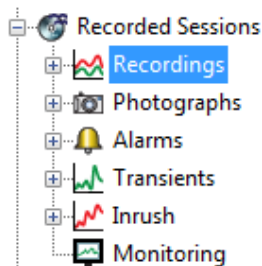 Recorded Sessions
Recordings
Photographs
Alarms
Transients
Inrush
Monitoring